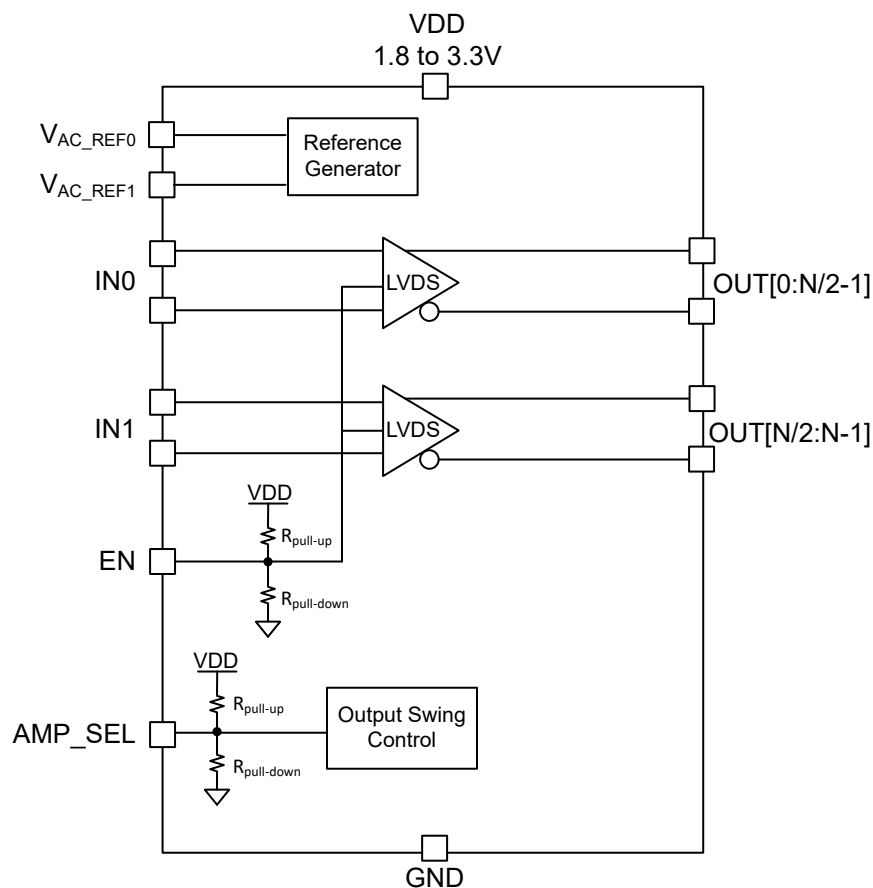 VDD
1.8 to 3.3V
VAC_REF0
Reference
Generator
VAC_REF1
IN0
LVDS
OUT[0:N/2-1]
IN1
LVDS
OUT[N/2:N-1]
VDD
Rpull-up
EN
Rpull-down
VDD
Rpull-up
AMP_SEL
Output Swing
Control
Rpull-down
GND